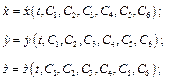 ẋ = ẋ{t, C₁, C₂, C₃, C₄, C₅, C₆};
ẏ = ẏ{t, C₁, C₂, C₃, C₄, C₅, C₆};
ż = ż{t, C₁, C₂, C₃, C₄, C₅, C₆};